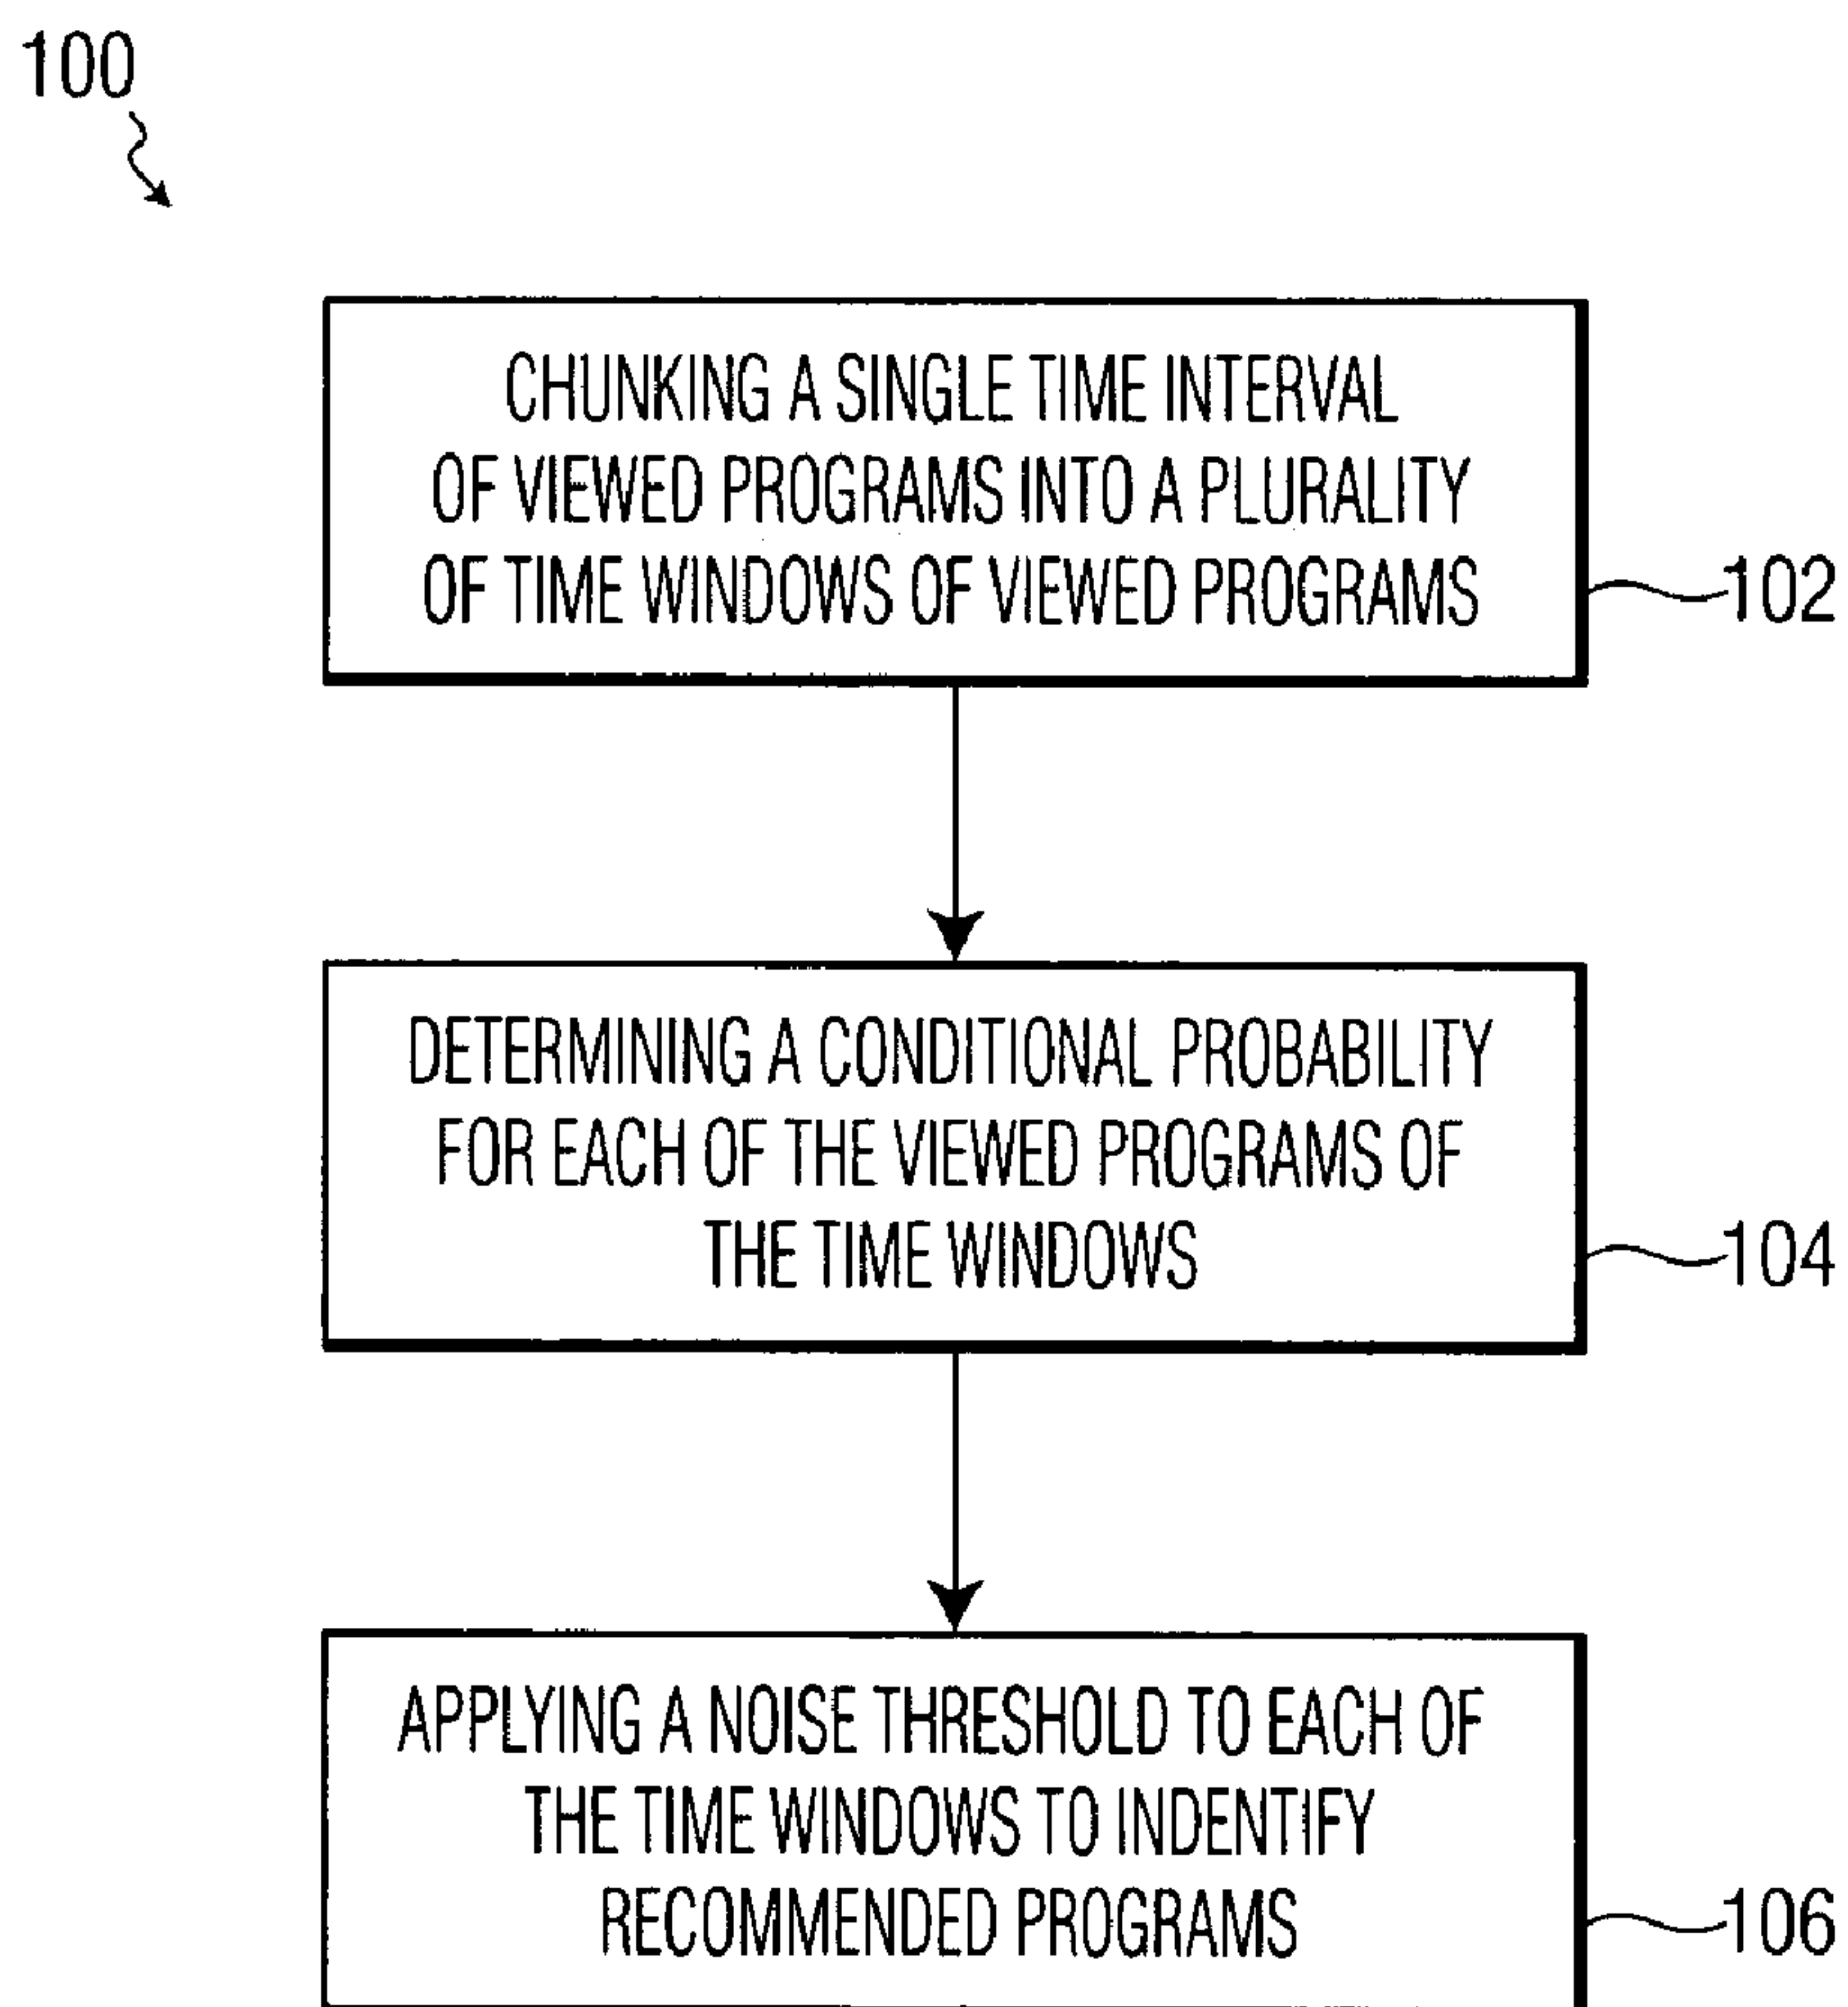 100
CHUNKING A SINGLE TIME INTERVAL
OF VIEWED PROGRAMS INTO A PLURALITY
OF TIME WINDOWS OF VIEWED PROGRAMS
102
DETERMINING A CONDITIONAL PROBABILITY
FOR EACH OF THE VIEWED PROGRAMS OF
THE TIME WINDOWS
104
APPLYING A NOISE THRESHOLD TO EACH OF
THE TIME WINDOWS TO INDENTIFY
RECOMMENDED PROGRAMS
106